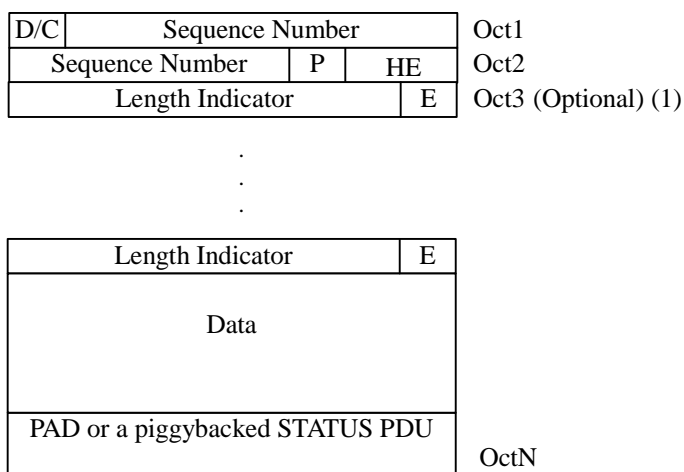 D/C Sequence Number Oct1
Sequence Number P HE Oct2
Length Indicator E Oct3 (Optional) (1)
.
.
.
Length Indicator E
Data
PAD or a piggybacked STATUS PDU
OctN